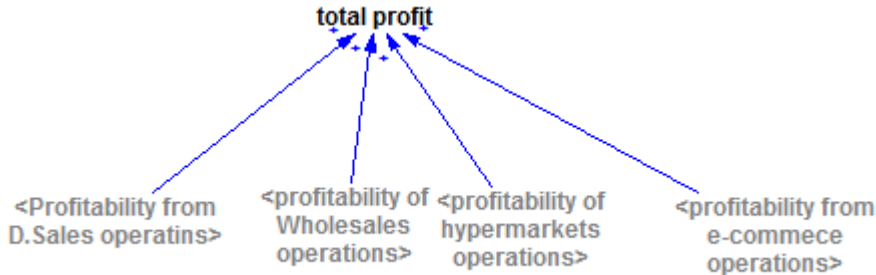 total profit
<Profitability from
D.Sales operatins>
<profitability of
Wholesales
operations>
<profitability of
hypermarkets
operations>
<profitability from
e-commece
operations>